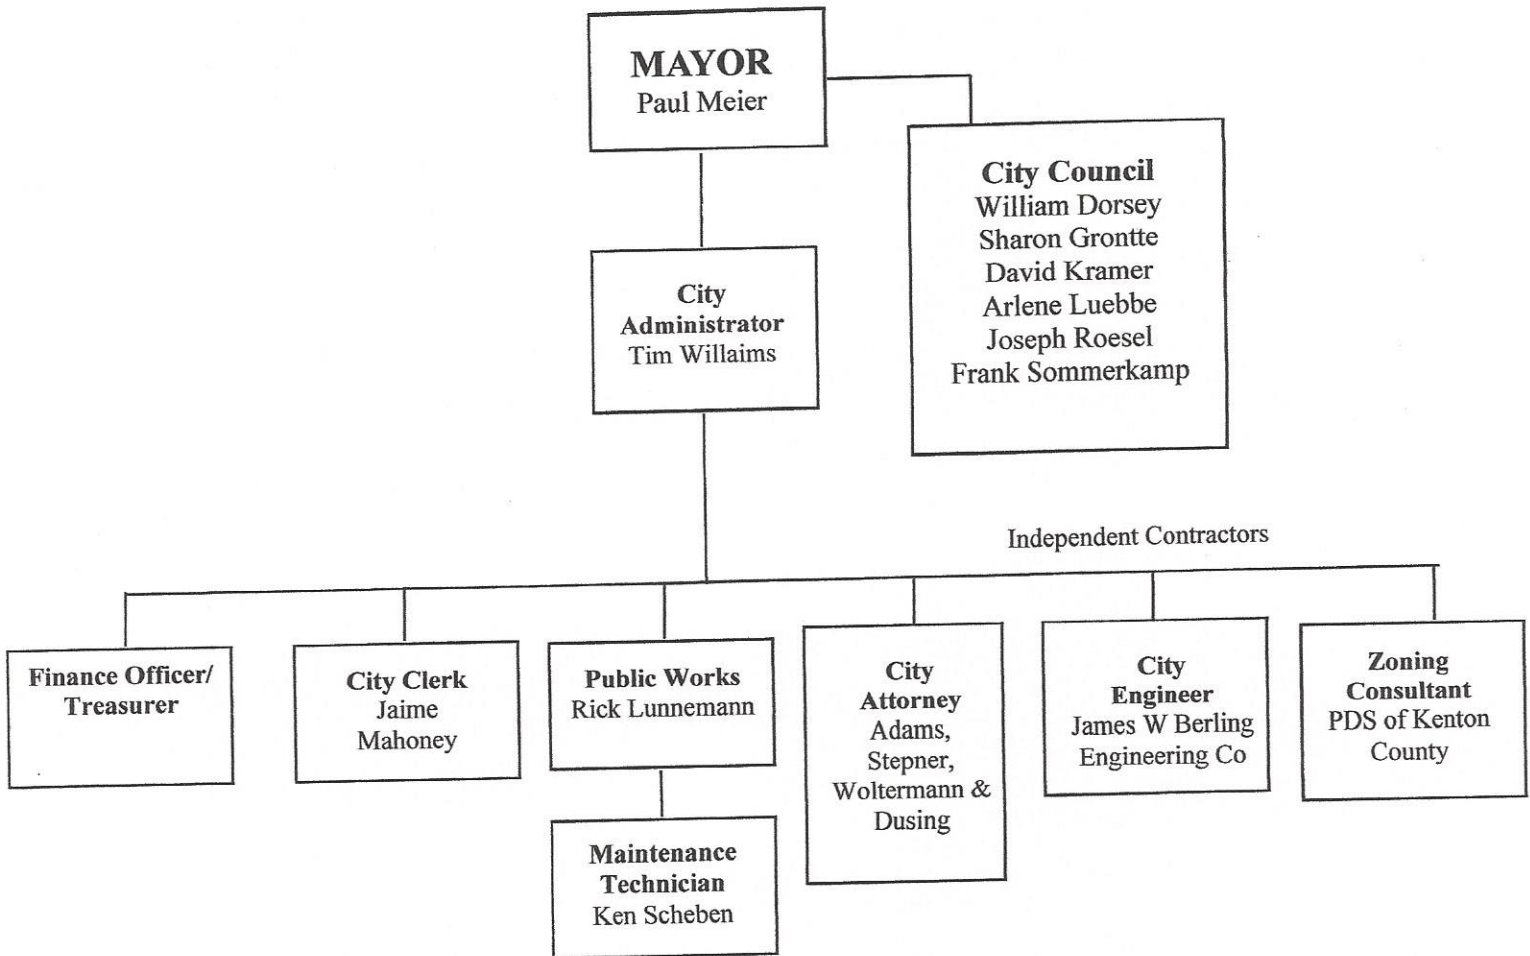 MAYOR
Paul Meier
City Council
William Dorsey
Sharon Grontte
David Kramer
Arlene Luebbe
Joseph Roesel
Frank Sommerkamp
City
Administrator
Tim Willaims
Independent Contractors
Finance Officer/
Treasurer
City Clerk
Jaime
Mahoney
Public Works
Rick Lunnemann
Maintenance
Technician
Ken Scheben
City
Attorney
Adams,
Stepner,
Woltermann &
Dusing
City
Engineer
James W Berling
Engineering Co
Zoning
Consultant
PDS of Kenton
County